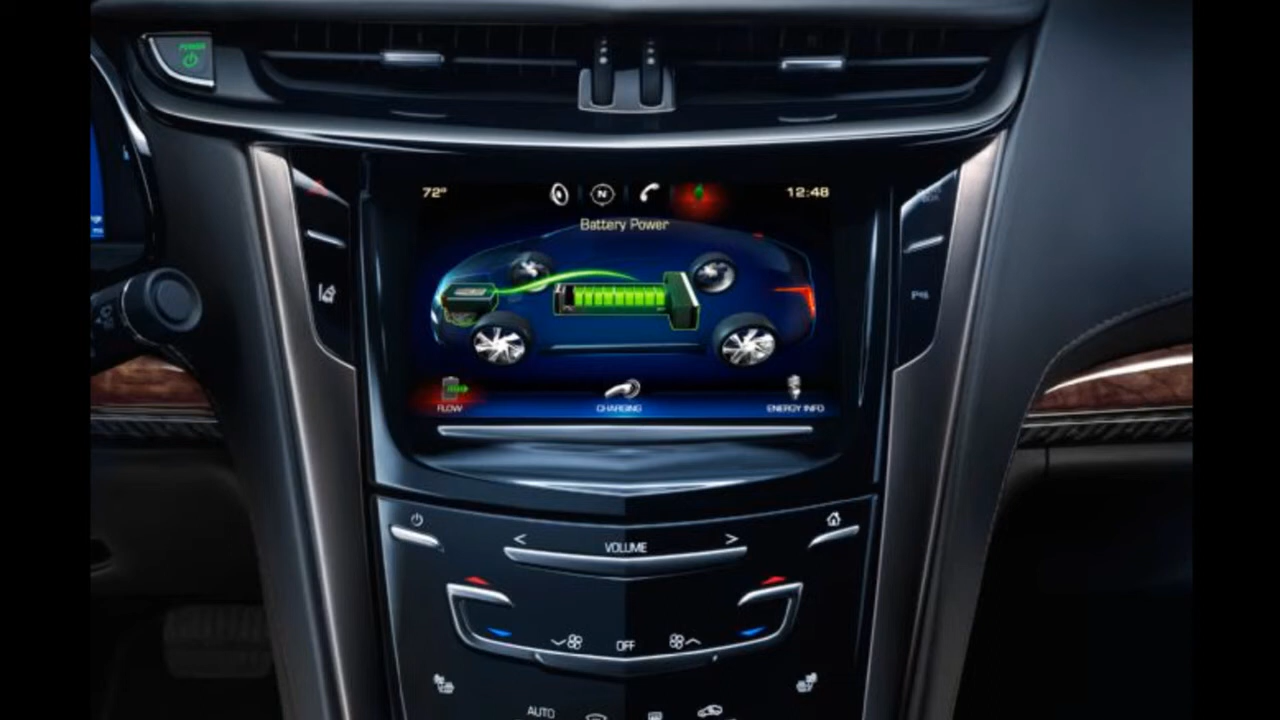 POWER
72° N 12:48
Battery Power
FLOW CHARGING ENERGY INFO
< VOLUME >
OFF
AUTO